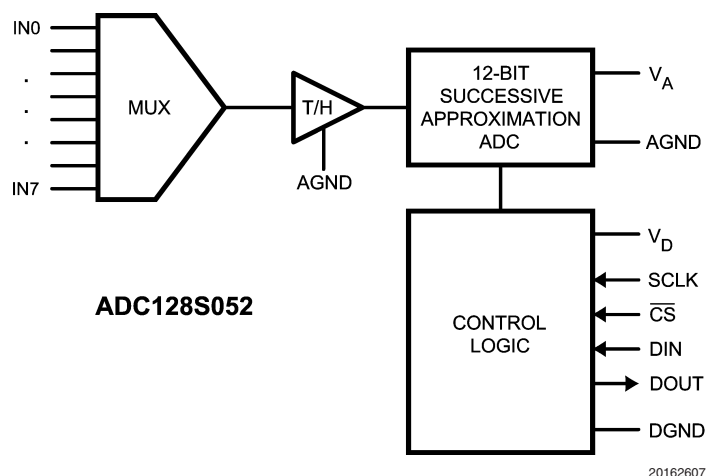 IN0
.
.
.
IN7
MUX
T/H
AGND
12-BIT
SUCCESSIVE
APPROXIMATION
ADC
VA
AGND
CONTROL
LOGIC
VD
SCLK
CS
DIN
DOUT
DGND
ADC128S052
20162607